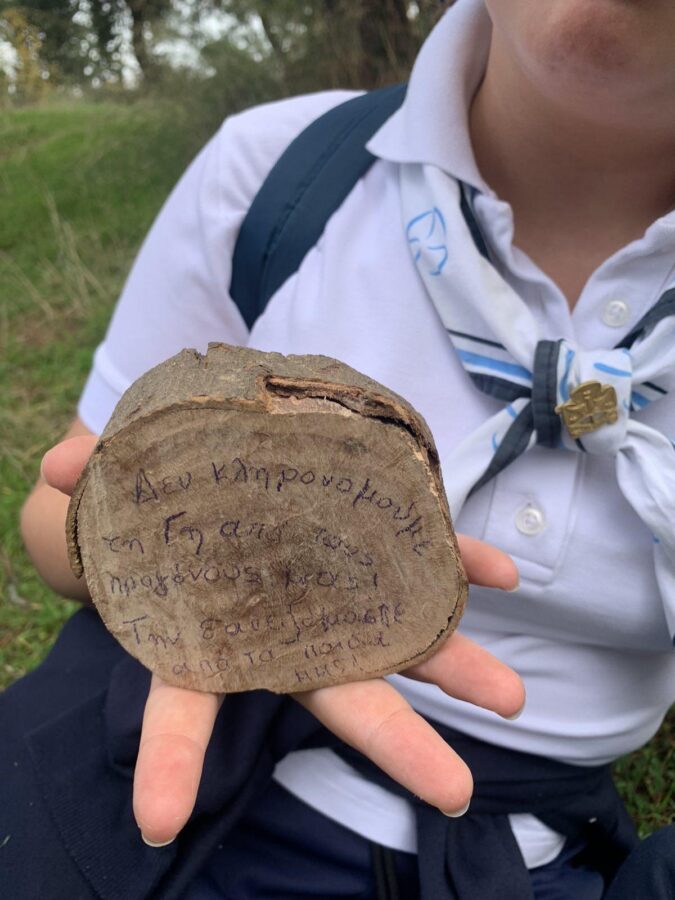 Δεν κληρονομούμε
τη Γη από τους
προγόνους μας!
Την δανειζόμαστε
από τα παιδιά
μας!